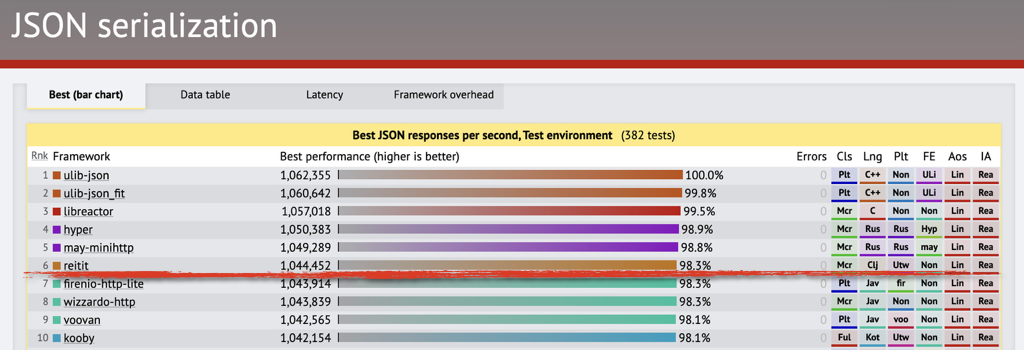 JSON serialization
Best (bar chart) Data table Latency Framework overhead
Best JSON responses per second, Test environment (382 tests)
Rnk Framework Best performance (higher is better) Errors Cls Lng Plt FE Aos IA
1 ulib-json 1,062,355 100.0% 0 Plt C++ Non ULi Lin Rea
2 ulib-json_fit 1,060,642 99.8% 0 Plt C++ Non ULi Lin Rea
3 libreactor 1,057,018 99.5% 0 Mcr C Non Non Lin Rea
4 hyper 1,050,383 98.9% 0 Mcr Rus Rus Hyp Lin Rea
5 may-minihttp 1,049,289 98.8% 0 Mcr Rus Rus may Lin Rea
6 reitit 1,044,452 98.3% 0 Mcr Clj Utw Non Lin Rea
7 firenio-http-lite 1,043,914 98.3% 0 Plt Jav fir Non Lin Rea
8 wizzardo-http 1,043,839 98.3% 0 Mcr Jav Non Non Lin Rea
9 voovan 1,042,565 98.1% 0 Plt Jav voo Non Lin Rea
10 kooby 1,042,154 98.1% 0 Ful Kot Utw Non Lin Rea